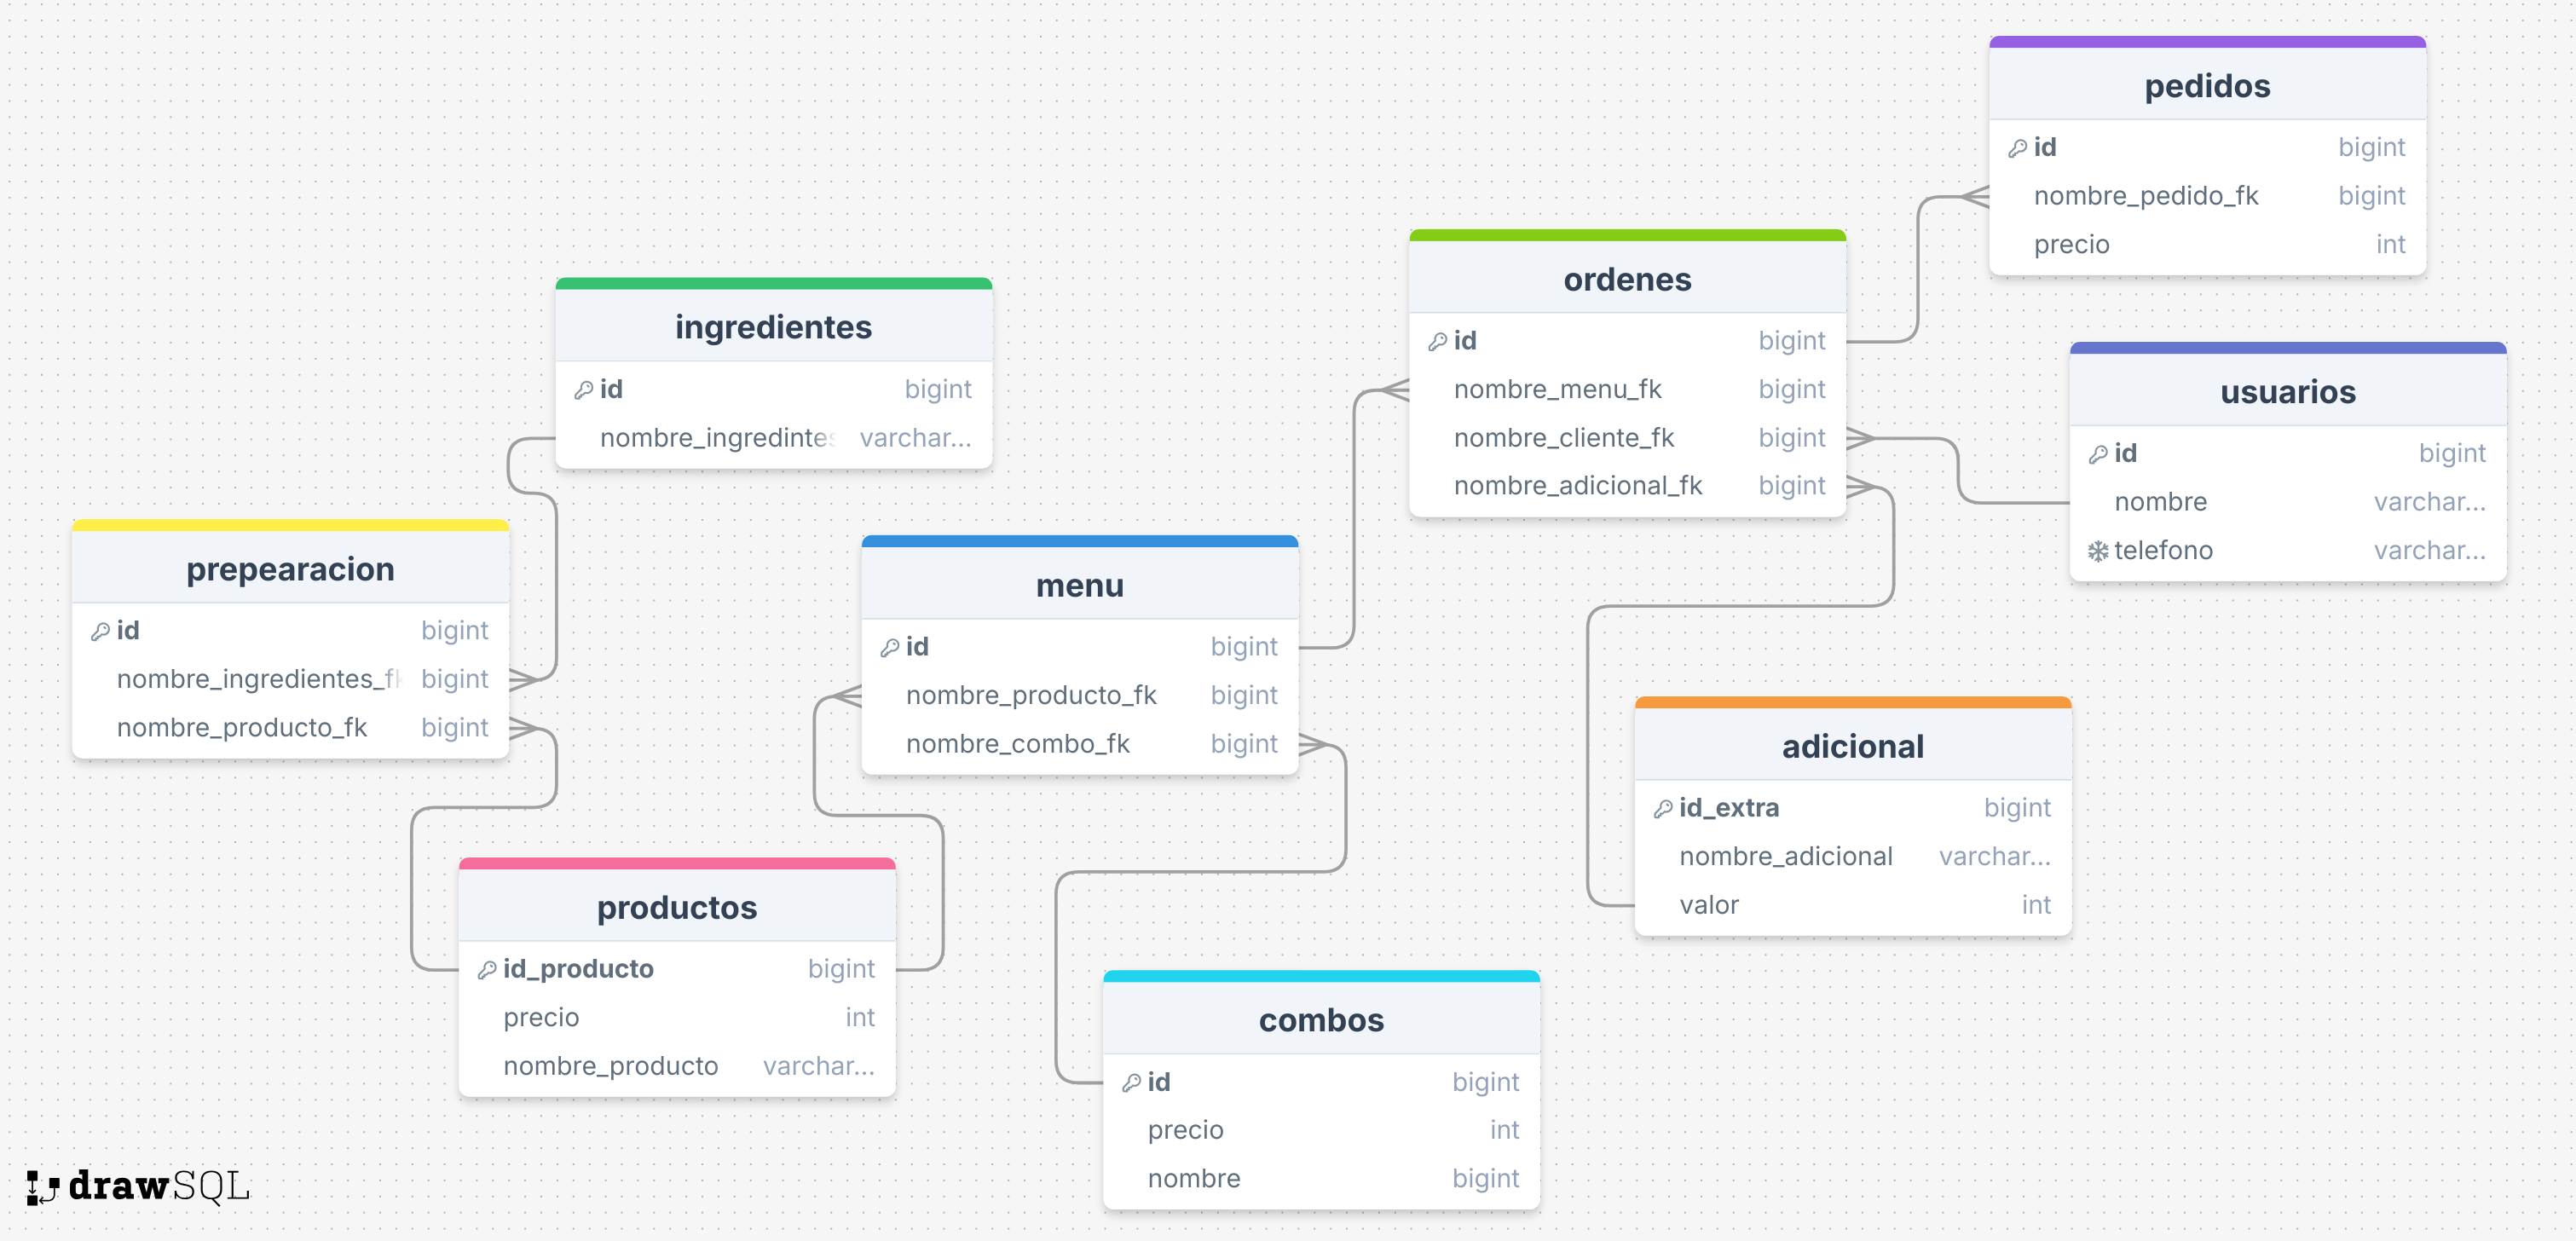 pedidos
id bigint
nombre_pedido_fk bigint
precio int
ordenes
id bigint
nombre_menu_fk bigint
nombre_cliente_fk bigint
nombre_adicional_fk bigint
usuarios
id bigint
nombre varchar...
telefono varchar...
ingredientes
id bigint
nombre_ingredintes varchar...
prepearacion
id bigint
nombre_ingredientes_fk bigint
nombre_producto_fk bigint
menu
id bigint
nombre_producto_fk bigint
nombre_combo_fk bigint
adicional
id_extra bigint
nombre_adicional varchar...
valor int
productos
id_producto bigint
precio int
nombre_producto varchar...
combos
id bigint
precio int
nombre bigint
drawSQL